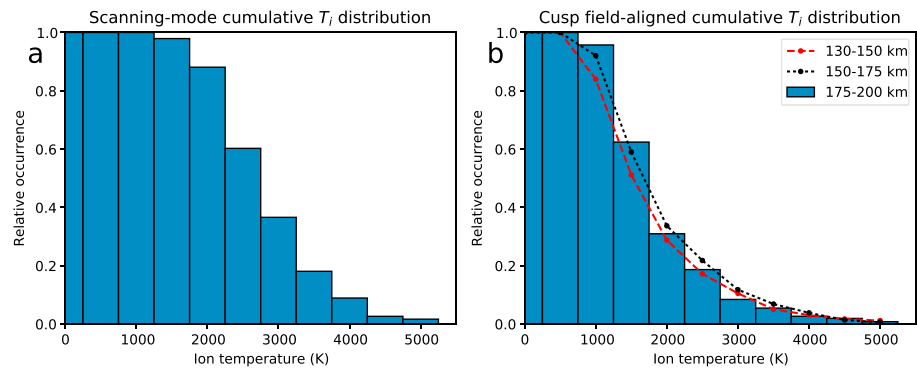 Scanning-mode cumulative Ti distribution
a
1.0
0.8
0.6
0.4
0.2
0.0
Relative occurrence
0 1000 2000 3000 4000 5000
Ion temperature (K)
Cusp field-aligned cumulative Ti distribution
b
130-150 km
150-175 km
175-200 km
1.0
0.8
0.6
0.4
0.2
0.0
Relative occurrence
0 1000 2000 3000 4000 5000
Ion temperature (K)